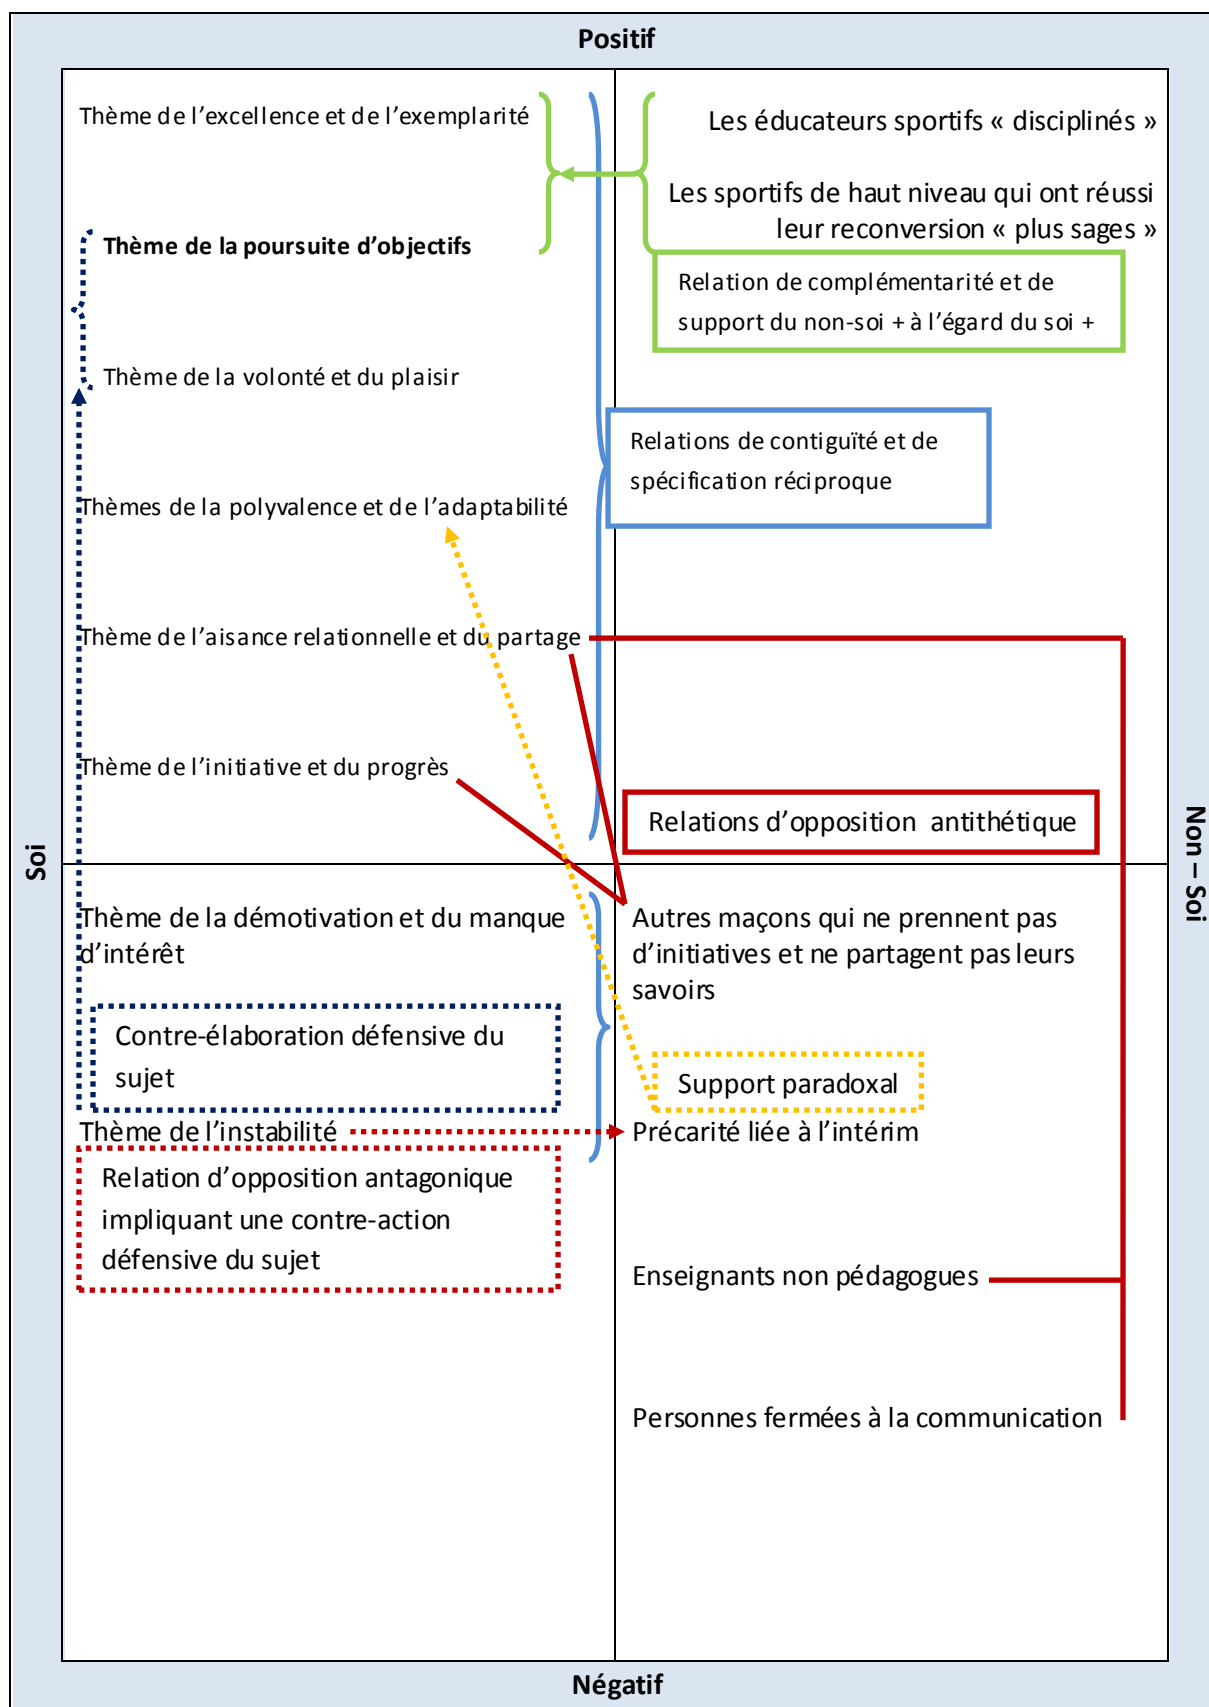 Positif
Thème de l’excellence et de l’exemplarité
Les éducateurs sportifs « disciplinés »
Les sportifs de haut niveau qui ont réussi
leur reconversion « plus sages »
Thème de la poursuite d’objectifs
Relation de complémentarité et de
support du non-soi + à l’égard du soi +
Thème de la volonté et du plaisir
Relations de contiguïté et de
spécification réciproque
Thèmes de la polyvalence et de l’adaptabilité
Thème de l’aisance relationnelle et du partage
Thème de l’initiative et du progrès
Relations d’opposition antithétique
Soi
Non – Soi
Thème de la démotivation et du manque
d’intérêt
Autres maçons qui ne prennent pas
d’initiatives et ne partagent pas leurs
savoirs
Contre-élaboration défensive du
sujet
Support paradoxal
Thème de l’instabilité
Précarité liée à l’intérim
Relation d’opposition antagonique
impliquant une contre-action
défensive du sujet
Enseignants non pédagogues
Personnes fermées à la communication
Négatif